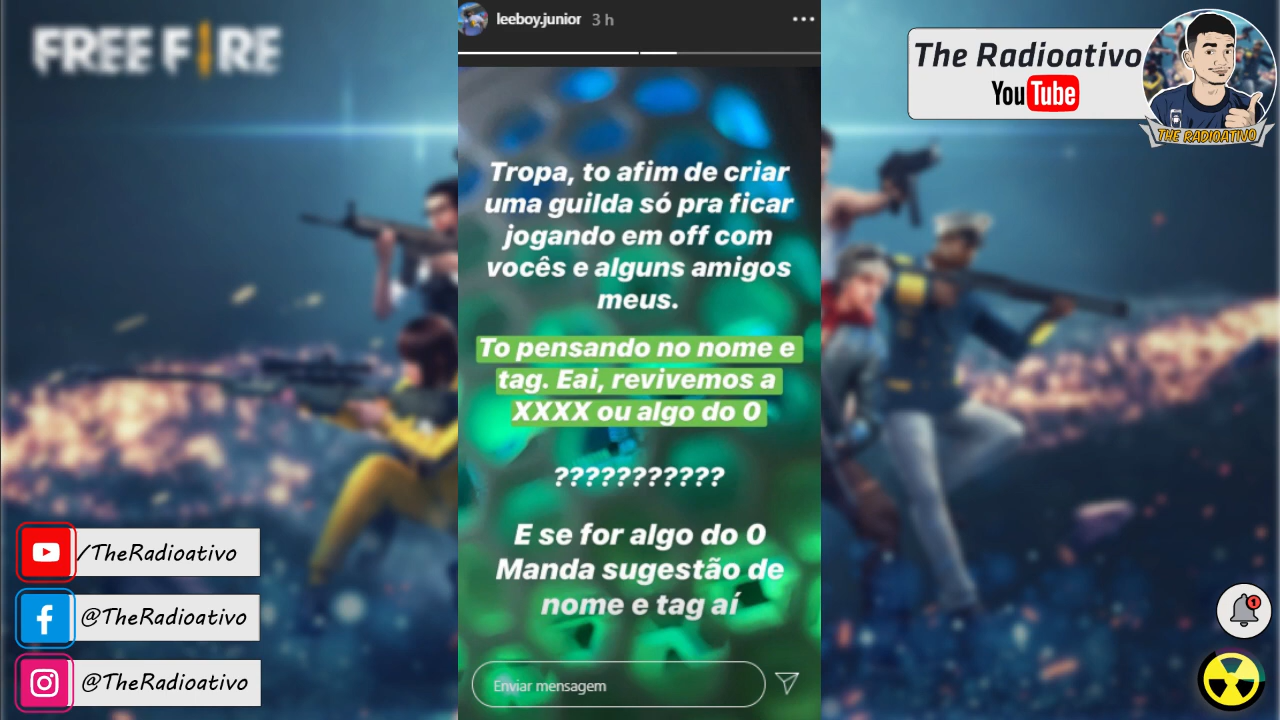 FREE FIRE
leeboy.junior 3 h
The Radioativo
YouTube
THE RADIOATIVO
Tropa, to afim de criar
uma guilda só pra ficar
jogando em off com
vocês e alguns amigos
meus.
To pensando no nome e
tag. Eai, revivemos a
XXXX ou algo do 0
???????????
E se for algo do 0
Manda sugestão de
nome e tag aí
Enviar mensagem
/TheRadioativo
@TheRadioativo
@TheRadioativo
1